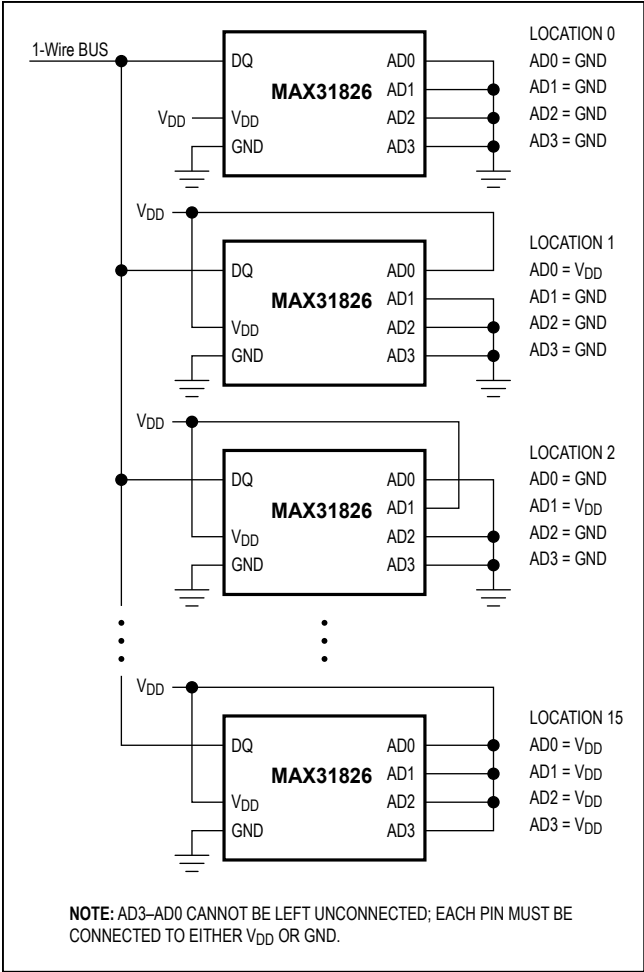 1-Wire BUS
DQ
MAX31826
VDD
VDD
GND
AD0
AD1
AD2
AD3
LOCATION 0
AD0 = GND
AD1 = GND
AD2 = GND
AD3 = GND
VDD
DQ
MAX31826
VDD
GND
AD0
AD1
AD2
AD3
LOCATION 1
AD0 = VDD
AD1 = GND
AD2 = GND
AD3 = GND
VDD
DQ
MAX31826
VDD
GND
AD0
AD1
AD2
AD3
LOCATION 2
AD0 = GND
AD1 = VDD
AD2 = GND
AD3 = GND
VDD
DQ
MAX31826
VDD
GND
AD0
AD1
AD2
AD3
LOCATION 15
AD0 = VDD
AD1 = VDD
AD2 = VDD
AD3 = VDD
NOTE: AD3–AD0 CANNOT BE LEFT UNCONNECTED; EACH PIN MUST BE
CONNECTED TO EITHER VDD OR GND.